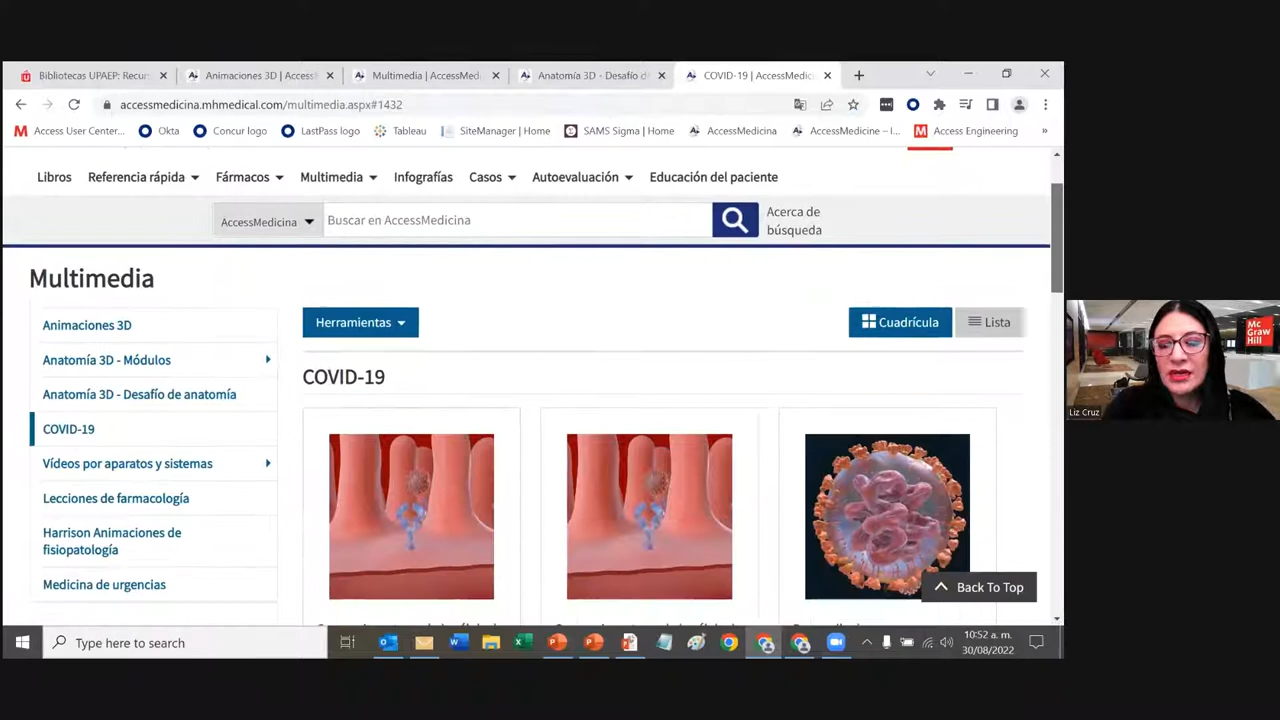 Bibliotecas UPAEP: Recur
Animaciones 3D | Access
Multimedia | AccessMed
Anatomía 3D - Desafío de
COVID-19 | AccessMedic
accessmedicina.mhmedical.com/multimedia.aspx#1432
Access User Center...
Okta
Concur logo
LastPass logo
Tableau
SiteManager | Home
SAMS Sigma | Home
AccessMedicina
AccessMedicine – I...
Access Engineering
Libros
Referencia rápida
Fármacos
Multimedia
Infografías
Casos
Autoevaluación
Educación del paciente
AccessMedicina
Buscar en AccessMedicina
Acerca de
búsqueda
Multimedia
Animaciones 3D
Anatomía 3D - Módulos
Anatomía 3D - Desafío de anatomía
COVID-19
Vídeos por aparatos y sistemas
Lecciones de farmacología
Harrison Animaciones de
fisiopatología
Medicina de urgencias
Herramientas
Cuadrícula
Lista
COVID-19
Back To Top
Mc
Graw
Hill
Liz Cruz
Type here to search
10:52 a. m.
30/08/2022